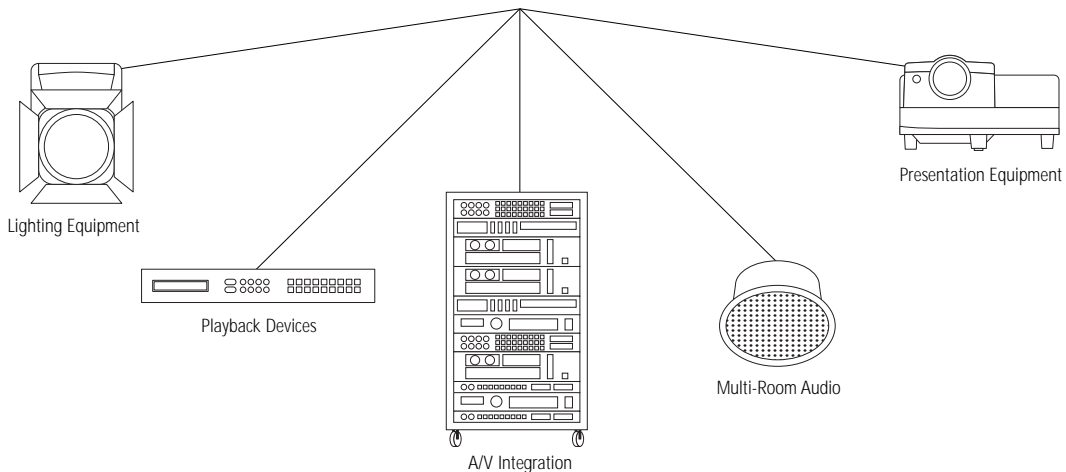 Lighting Equipment
Presentation Equipment
Playback Devices
Multi-Room Audio
A/V Integration